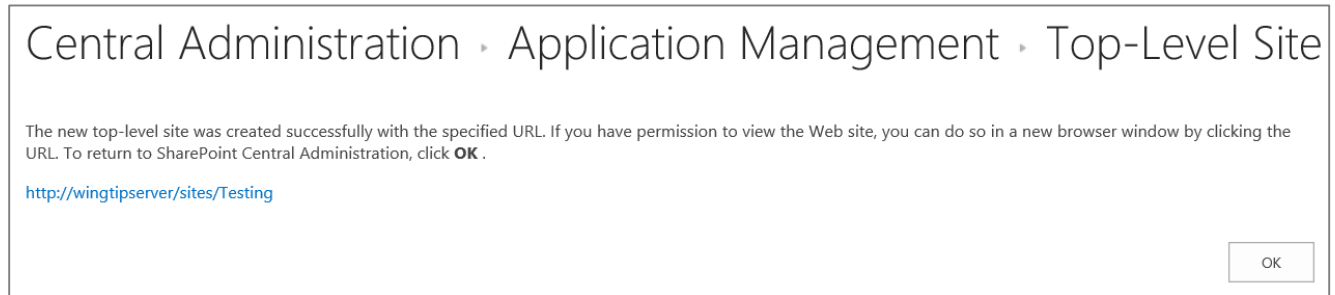 Central Administration ▸ Application Management ▸ Top-Level Site
The new top-level site was created successfully with the specified URL. If you have permission to view the Web site, you can do so in a new browser window by clicking the
URL. To return to SharePoint Central Administration, click OK .
http://wingtipserver/sites/Testing
OK